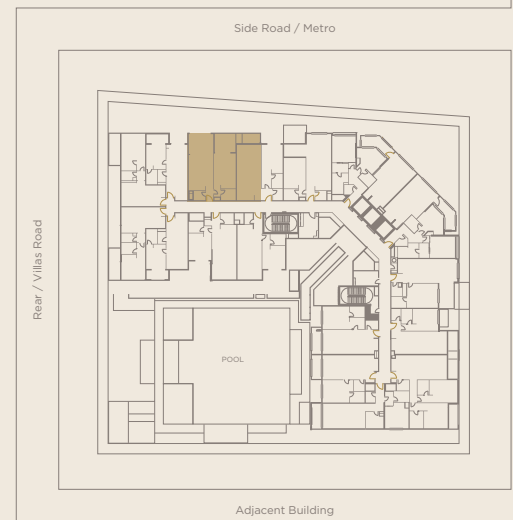 Side Road / Metro
Rear / Villas Road
POOL
Adjacent Building